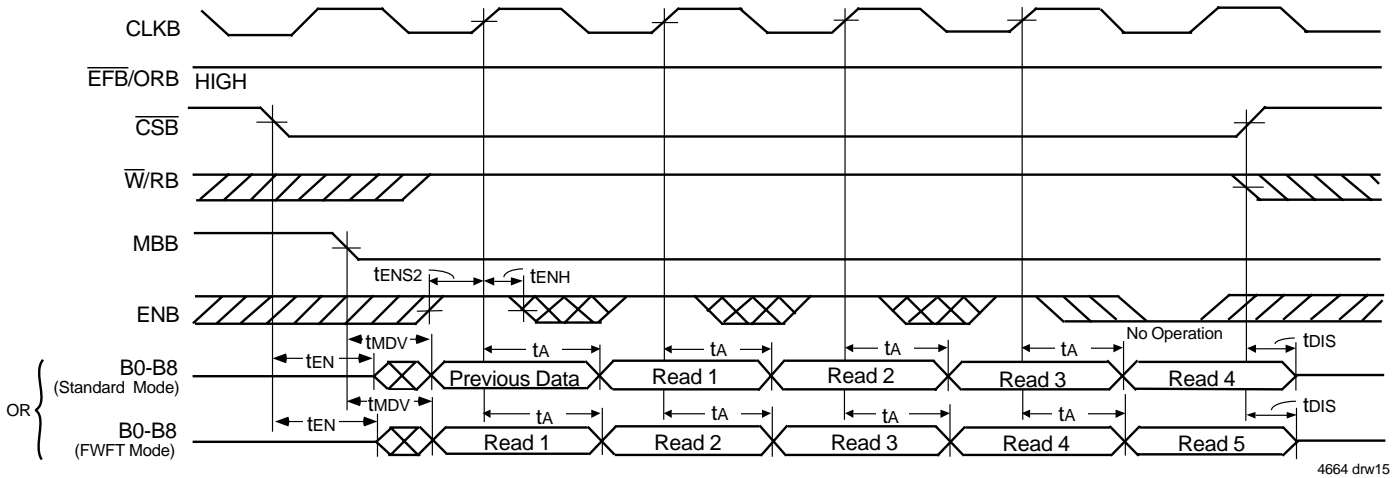 CLKB
EFB/ORB HIGH
CSB
W/RB
MBB
tENS2 tENH
ENB
No Operation
tMDV
tEN tA tA tA tA tDIS
B0-B8
(Standard Mode)
Previous Data Read 1 Read 2 Read 3 Read 4
OR
tMDV
tEN tA tA tA tA tDIS
B0-B8
(FWFT Mode)
Read 1 Read 2 Read 3 Read 4 Read 5
4664 drw15